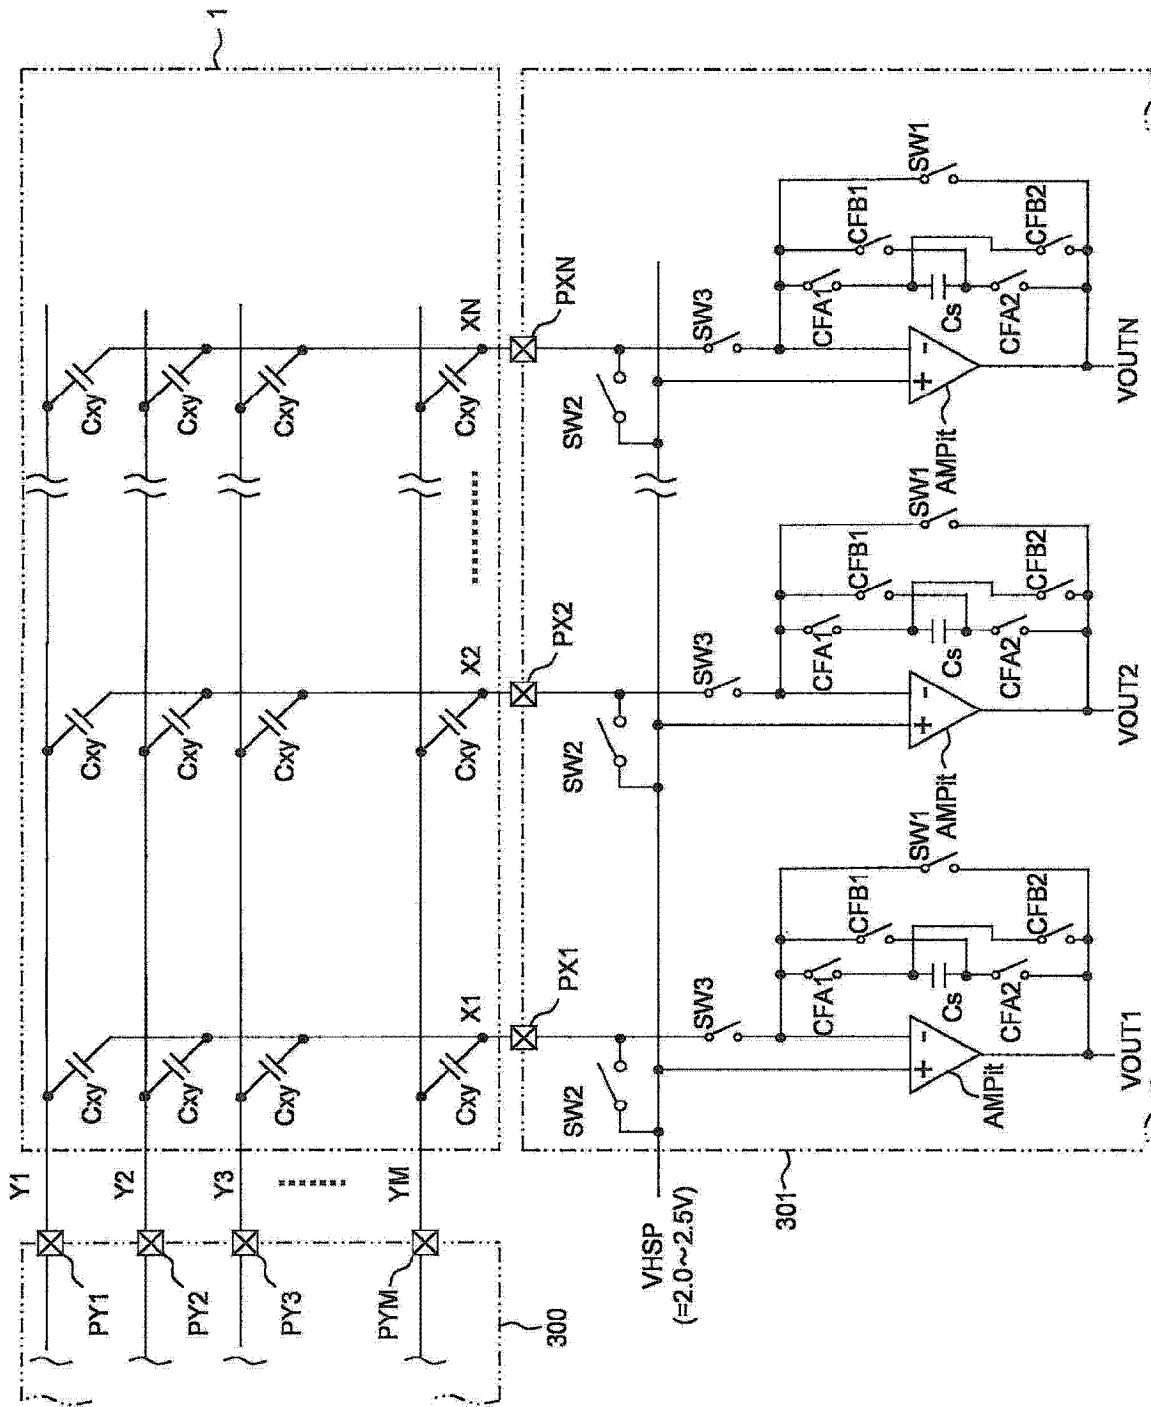 1
Y1
Y2
Y3
YM
Cxy
Cxy
Cxy
Cxy
X1
Cxy
Cxy
Cxy
Cxy
X2
Cxy
Cxy
Cxy
Cxy
XN
PY1
PY2
PY3
PYM
300
PX1
PX2
PXN
VHSP
(=2.0~2.5V)
301
SW2
SW3
CFA1
CFB1
SW1
Cs
CFA2
CFB2
AMPit
VOUT1
SW2
SW3
CFA1
CFB1
SW1
Cs
CFA2
CFB2
AMPit
VOUT2
SW2
SW3
CFA1
CFB1
SW1
Cs
CFA2
CFB2
AMPit
VOUTN